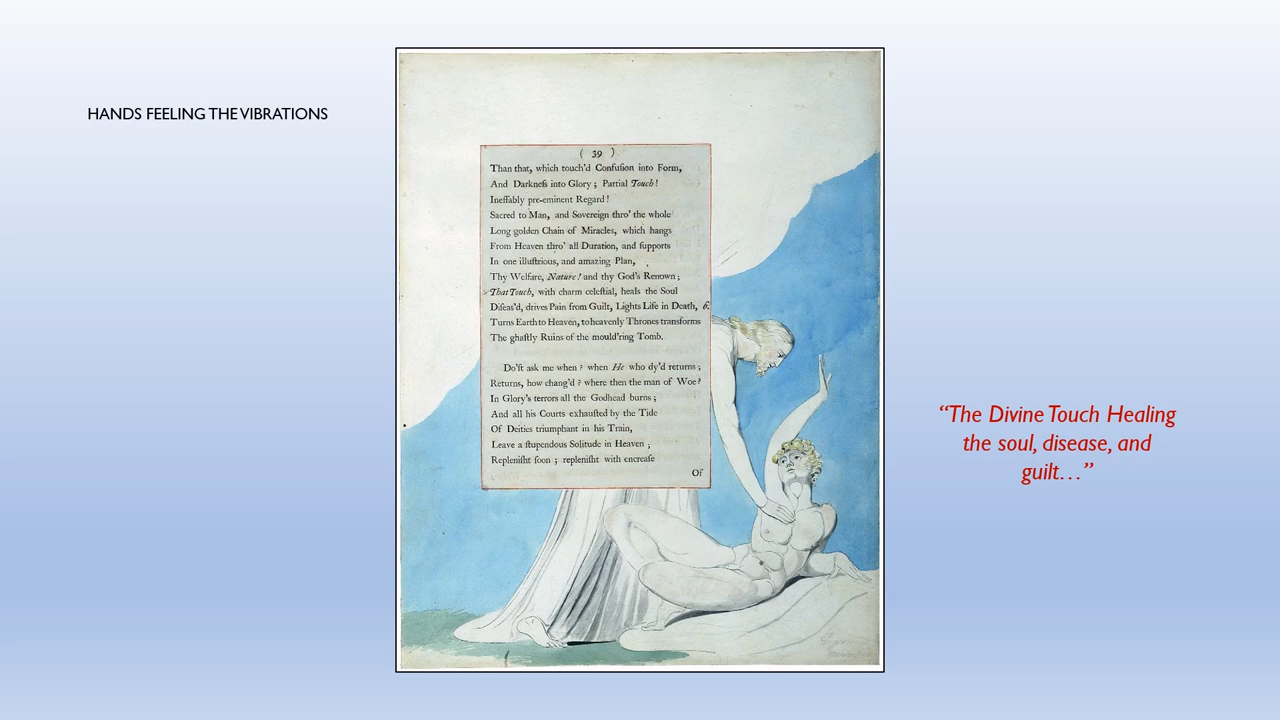 HANDS FEELING THE VIBRATIONS
( 39 )
Than that, which touch'd Confuſion into Form,
And Darkneſs into Glory ; Partial Touch !
Ineffably pre-eminent Regard !
Sacred to Man, and Sovereign thro' the whole
Long golden Chain of Miracles, which hangs
From Heaven thro' all Duration, and ſupports
In one illuſtrious, and amazing Plan,
Thy Welfare, Nature ! and thy God's Renown ;
That Touch, with charm celeſtial, heals the Soul
Diſeas'd, drives Pain from Guilt, Lights Life in Death,
Turns Earth to Heaven, to heavenly Thrones transforms
The ghaſtly Ruins of the mould'ring Tomb.
Do'ſt ask me when ? when He who dy'd returns ;
Returns, how chang'd ? where then the man of Woe ?
In Glory's terrors all the Godhead burns ;
And all his Courts exhauſted by the Tide
Of Deities triumphant in his Train,
Leave a ſtupendous Solitude in Heaven ;
Repleniſht ſoon ; repleniſht with encreaſe
Of
“The Divine Touch Healing
the soul, disease, and
guilt…”